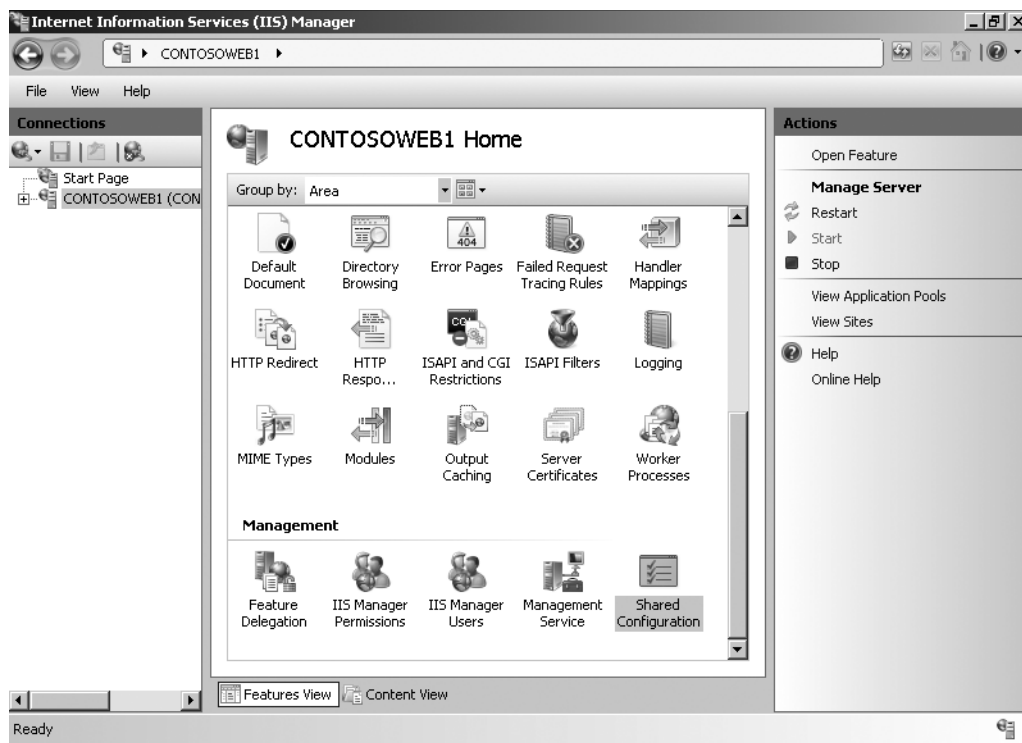 Internet Information Services (IIS) Manager
CONTOSOWEB1
File View Help
Connections
Start Page
CONTOSOWEB1 (CON
CONTOSOWEB1 Home
Group by: Area
Default Document
Directory Browsing
Error Pages
Failed Request Tracing Rules
Handler Mappings
HTTP Redirect
HTTP Respo...
ISAPI and CGI Restrictions
ISAPI Filters
Logging
MIME Types
Modules
Output Caching
Server Certificates
Worker Processes
Management
Feature Delegation
IIS Manager Permissions
IIS Manager Users
Management Service
Shared Configuration
Features View
Content View
Actions
Open Feature
Manage Server
Restart
Start
Stop
View Application Pools
View Sites
Help
Online Help
Ready